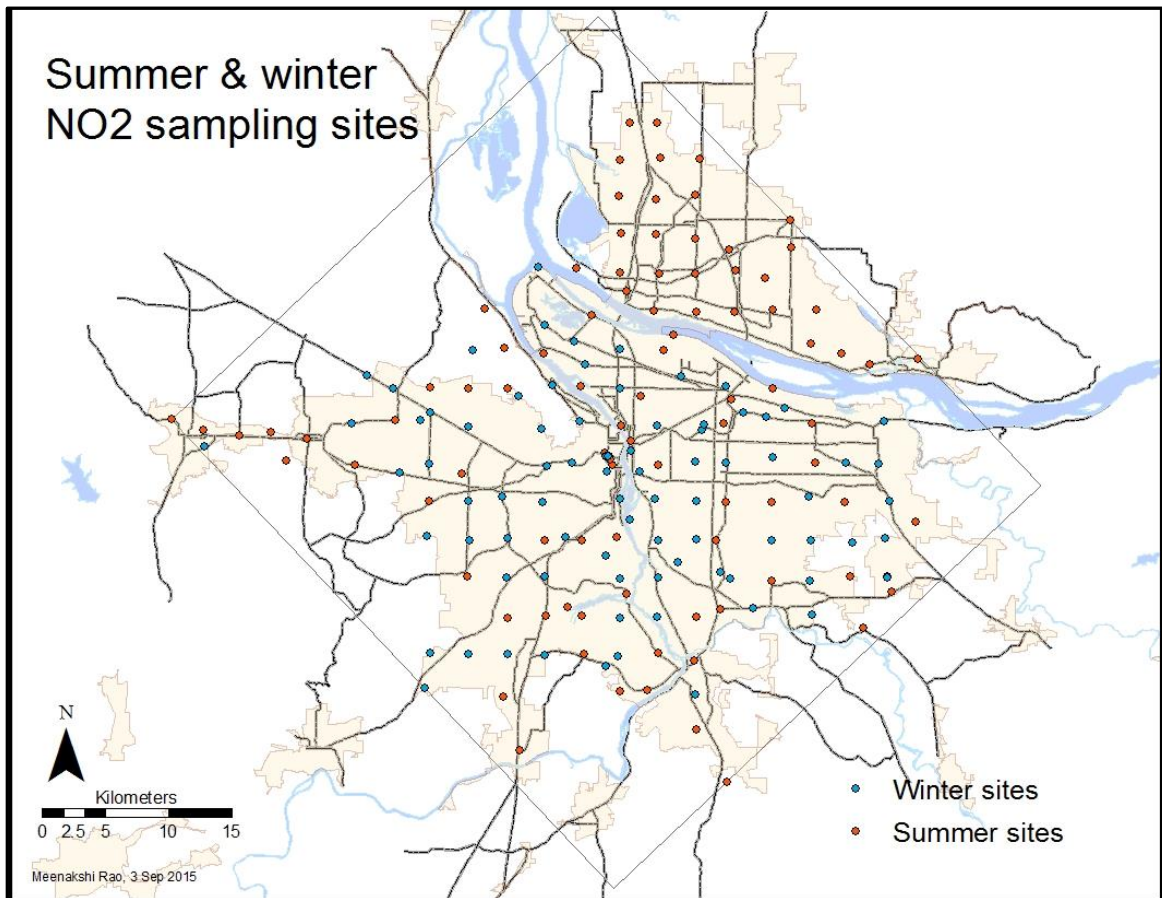 Summer & winter
NO2 sampling sites
N
Kilometers
0 2.5 5 10 15
Meenakshi Rao, 3 Sep 2015
Winter sites
Summer sites